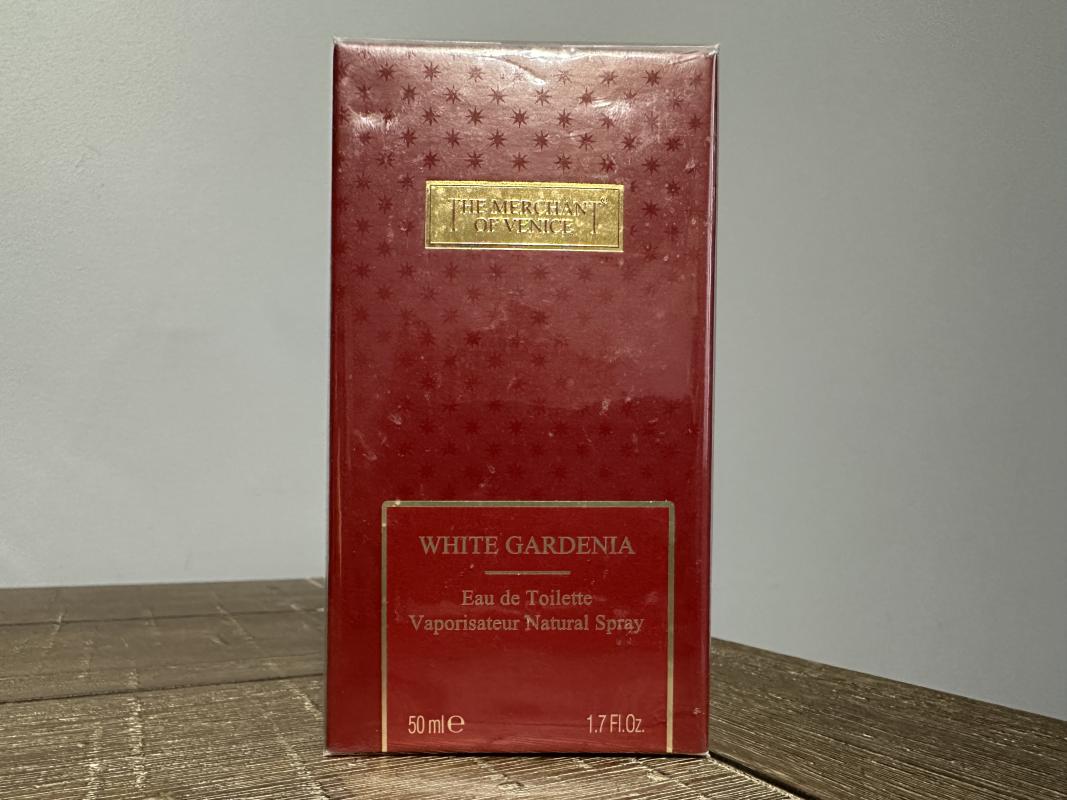 THE MERCHANT®
OF VENICE
WHITE GARDENIA
Eau de Toilette
Vaporisateur Natural Spray
50 ml ℮ 1.7 Fl.Oz.